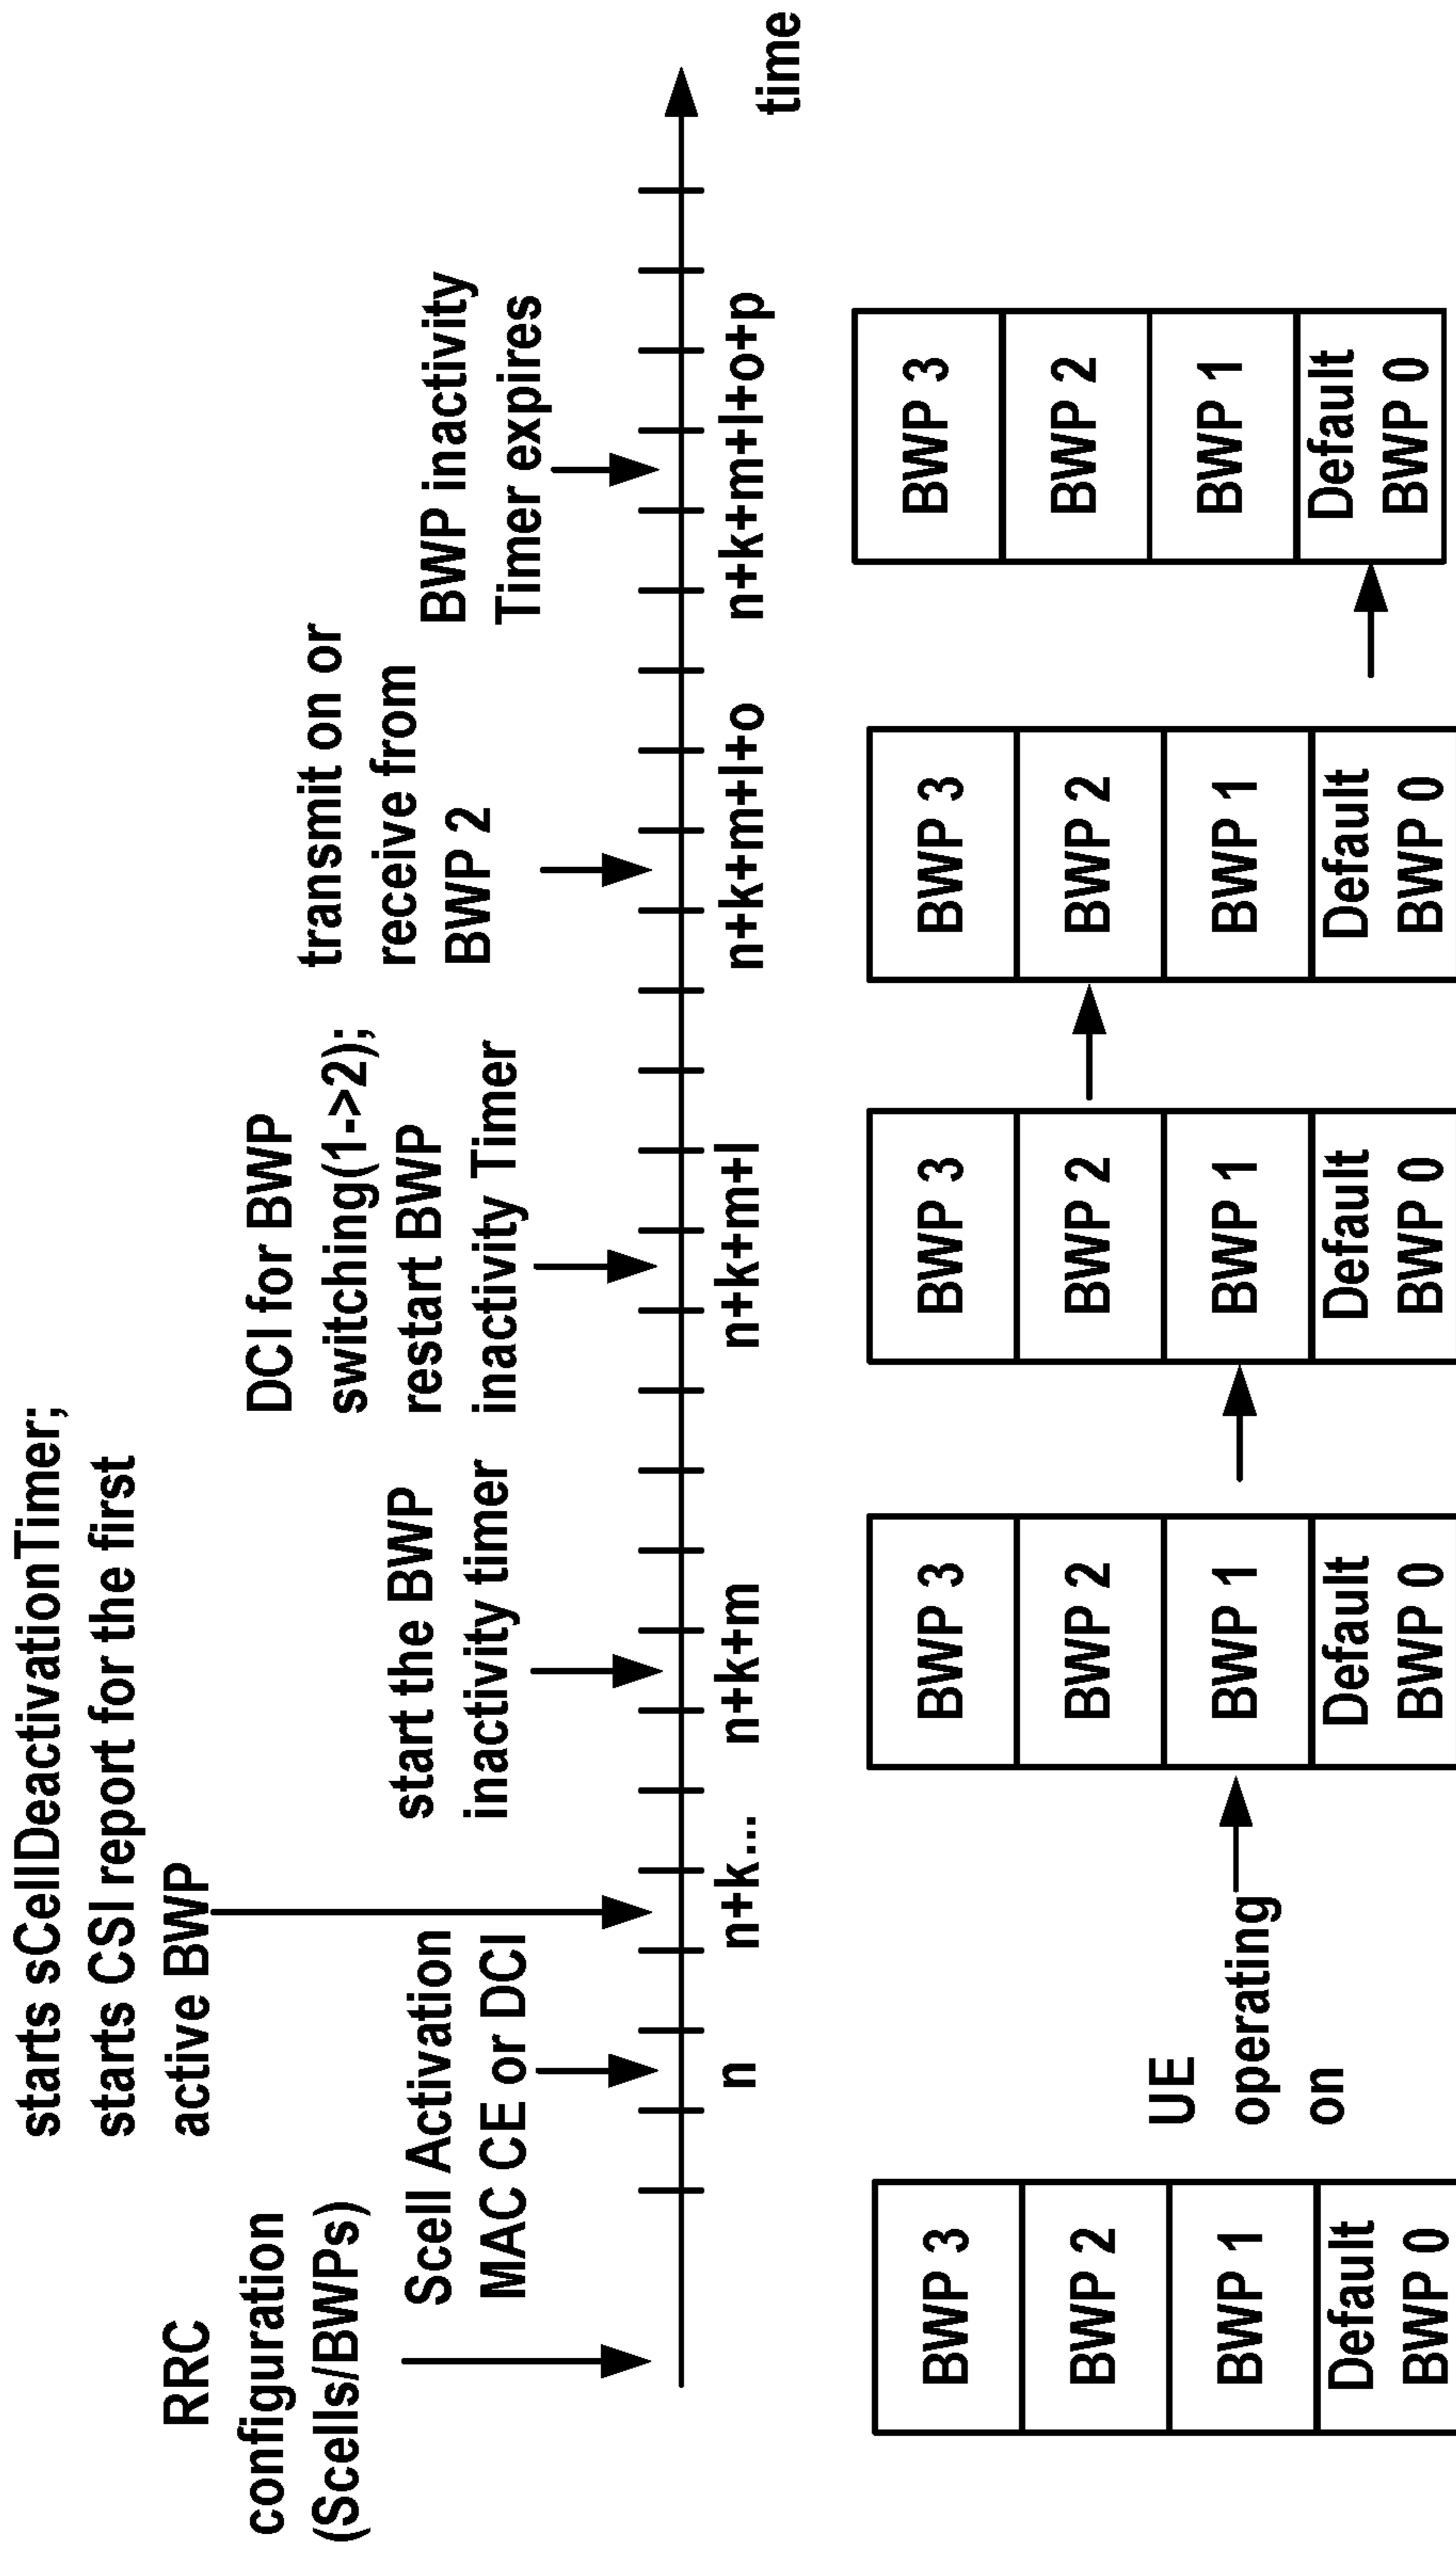 RRC
configuration
(Scells/BWPs)
Scell Activation
MAC CE or DCI
starts sCellDeactivationTimer;
starts CSI report for the first
active BWP
start the BWP
inactivity timer
DCI for BWP
switching(1->2);
restart BWP
inactivity Timer
transmit on or
receive from
BWP 2
BWP inactivity
Timer expires
n
n+k...
n+k+m
n+k+m+l
n+k+m+l+o
n+k+m+l+o+p
time
BWP 3
BWP 2
BWP 1
Default
BWP 0
UE
operating
on
BWP 3
BWP 2
BWP 1
Default
BWP 0
BWP 3
BWP 2
BWP 1
Default
BWP 0
BWP 3
BWP 2
BWP 1
Default
BWP 0
BWP 3
BWP 2
BWP 1
Default
BWP 0